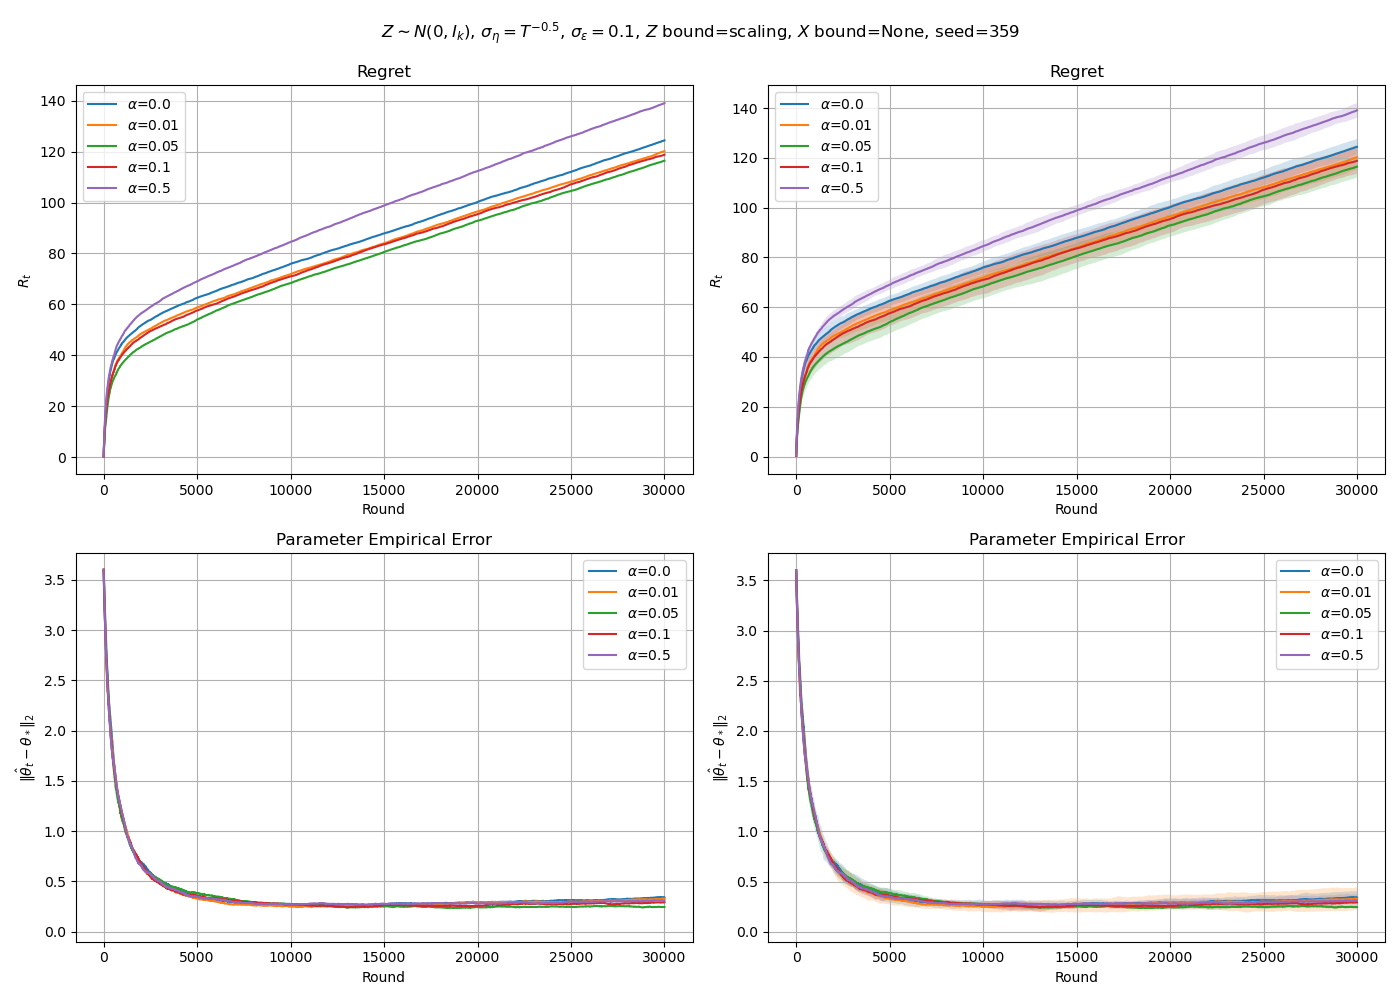 Z ~ N(0, I_k), σ_η = T^{-0.5}, σ_ε = 0.1, Z bound=scaling, X bound=None, seed=359
Regret
R_t
140
120
100
80
60
40
20
0
α=0.0
α=0.01
α=0.05
α=0.1
α=0.5
0 5000 10000 15000 20000 25000 30000
Round
Regret
R_t
140
120
100
80
60
40
20
0
α=0.0
α=0.01
α=0.05
α=0.1
α=0.5
0 5000 10000 15000 20000 25000 30000
Round
Parameter Empirical Error
‖θ̂_t − θ_*‖_2
3.5
3.0
2.5
2.0
1.5
1.0
0.5
0.0
α=0.0
α=0.01
α=0.05
α=0.1
α=0.5
0 5000 10000 15000 20000 25000 30000
Round
Parameter Empirical Error
‖θ̂_t − θ_*‖_2
3.5
3.0
2.5
2.0
1.5
1.0
0.5
0.0
α=0.0
α=0.01
α=0.05
α=0.1
α=0.5
0 5000 10000 15000 20000 25000 30000
Round